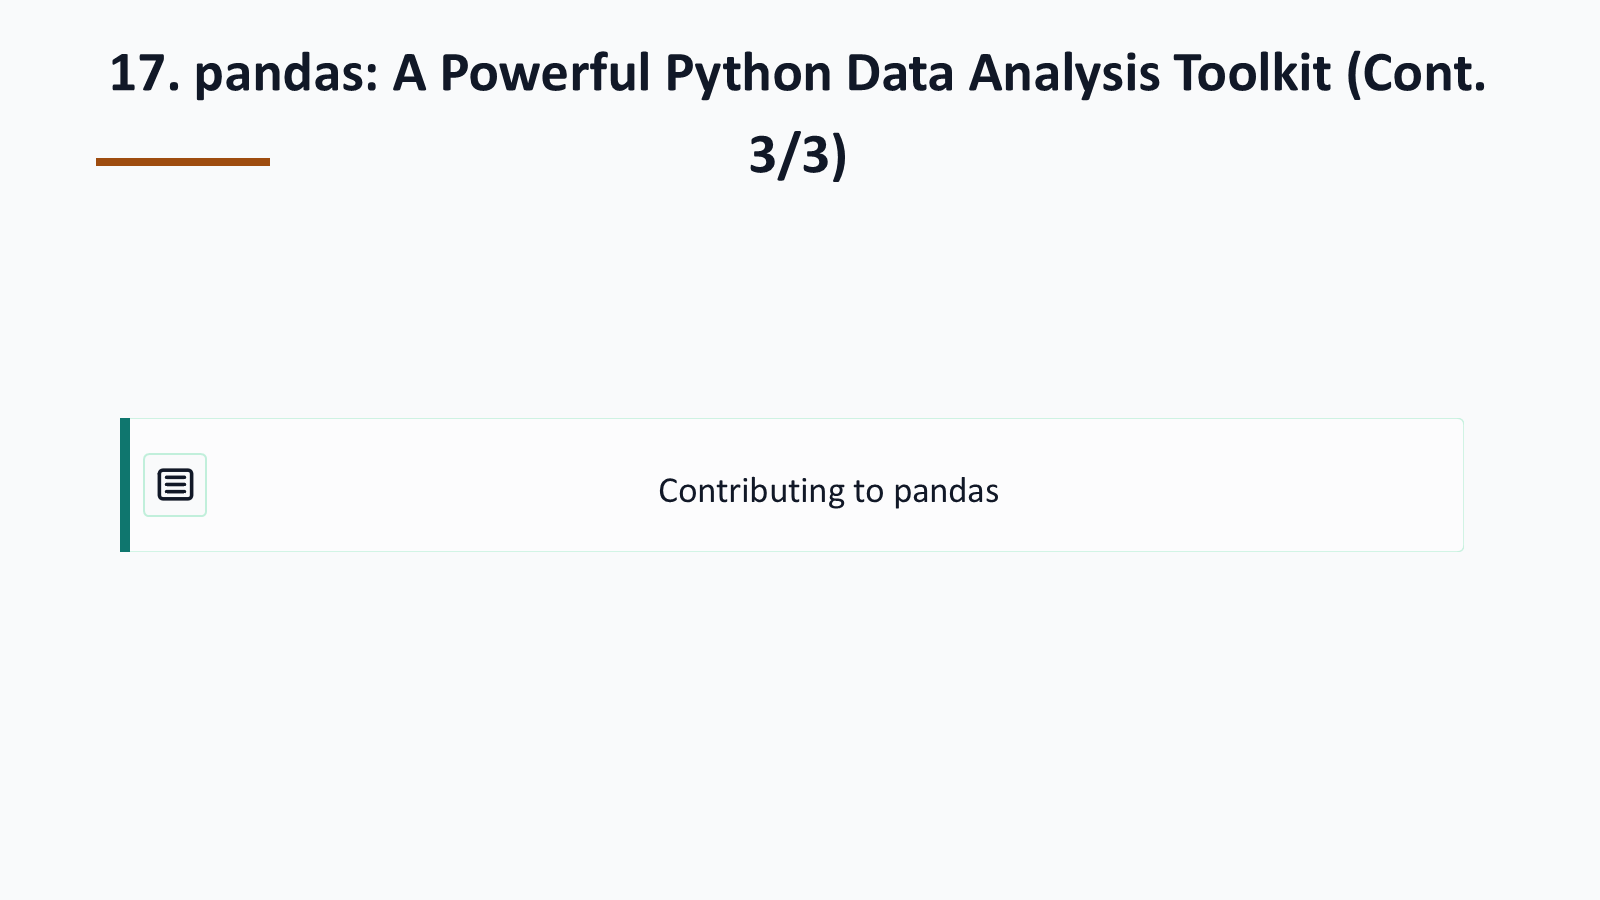 17. pandas: A Powerful Python Data Analysis Toolkit (Cont.
3/3)
Contributing to pandas